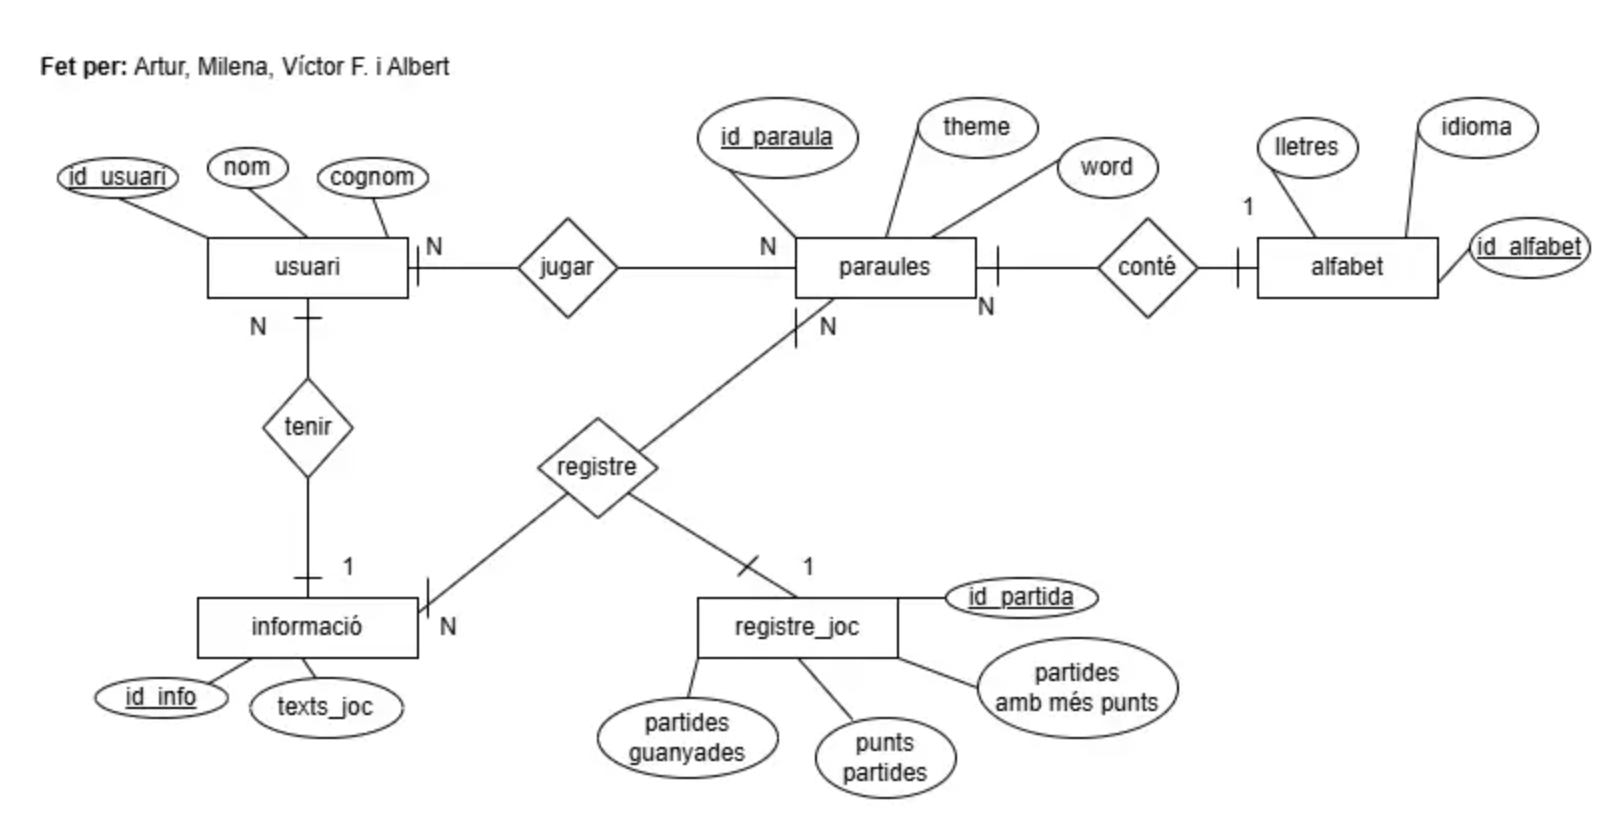 Fet per: Artur, Milena, Víctor F. i Albert
id_usuari
nom
cognom
id_paraula
theme
word
lletres
idioma
id_alfabet
usuari
N
jugar
N
paraules
N
conté
1
alfabet
N
tenir
1
N
registre
N
1
informació
id_info
texts_joc
registre_joc
id_partida
partides
guanyades
punts
partides
partides
amb més punts